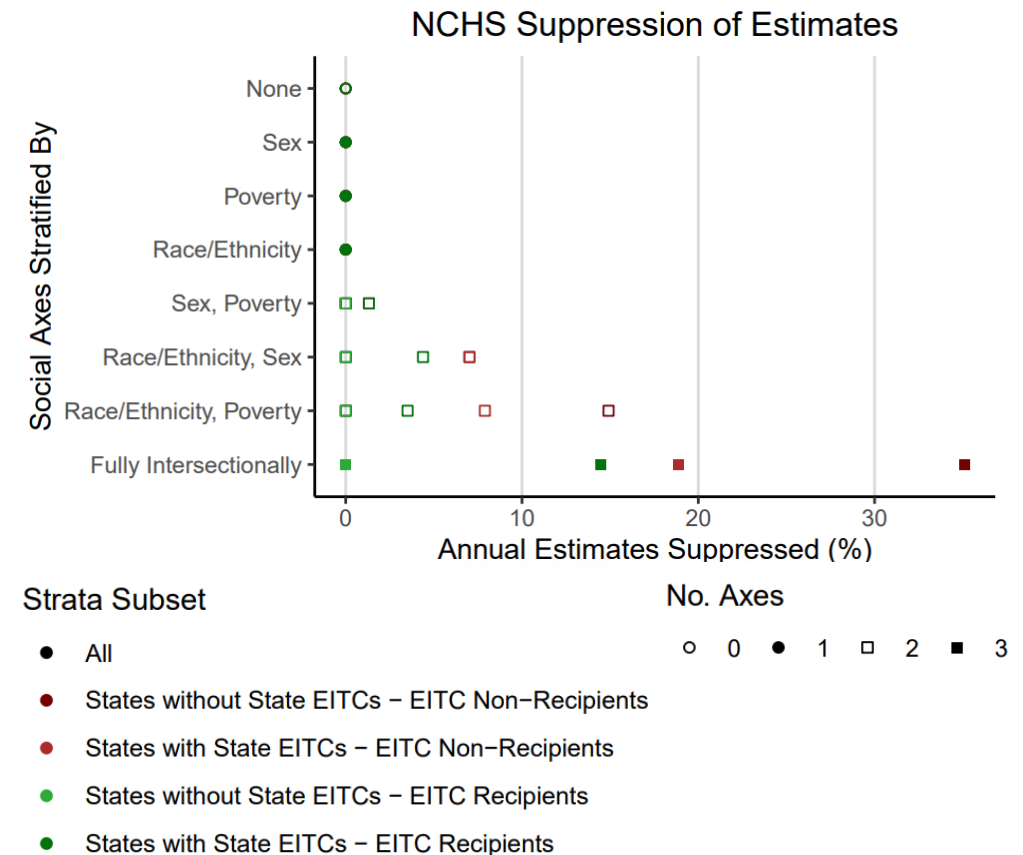 NCHS Suppression of Estimates
Social Axes Stratified By
None
Sex
Poverty
Race/Ethnicity
Sex, Poverty
Race/Ethnicity, Sex
Race/Ethnicity, Poverty
Fully Intersectionally
0 10 20 30
Annual Estimates Suppressed (%)
Strata Subset
All
States without State EITCs − EITC Non−Recipients
States with State EITCs − EITC Non−Recipients
States without State EITCs − EITC Recipients
States with State EITCs − EITC Recipients
No. Axes
0 1 2 3